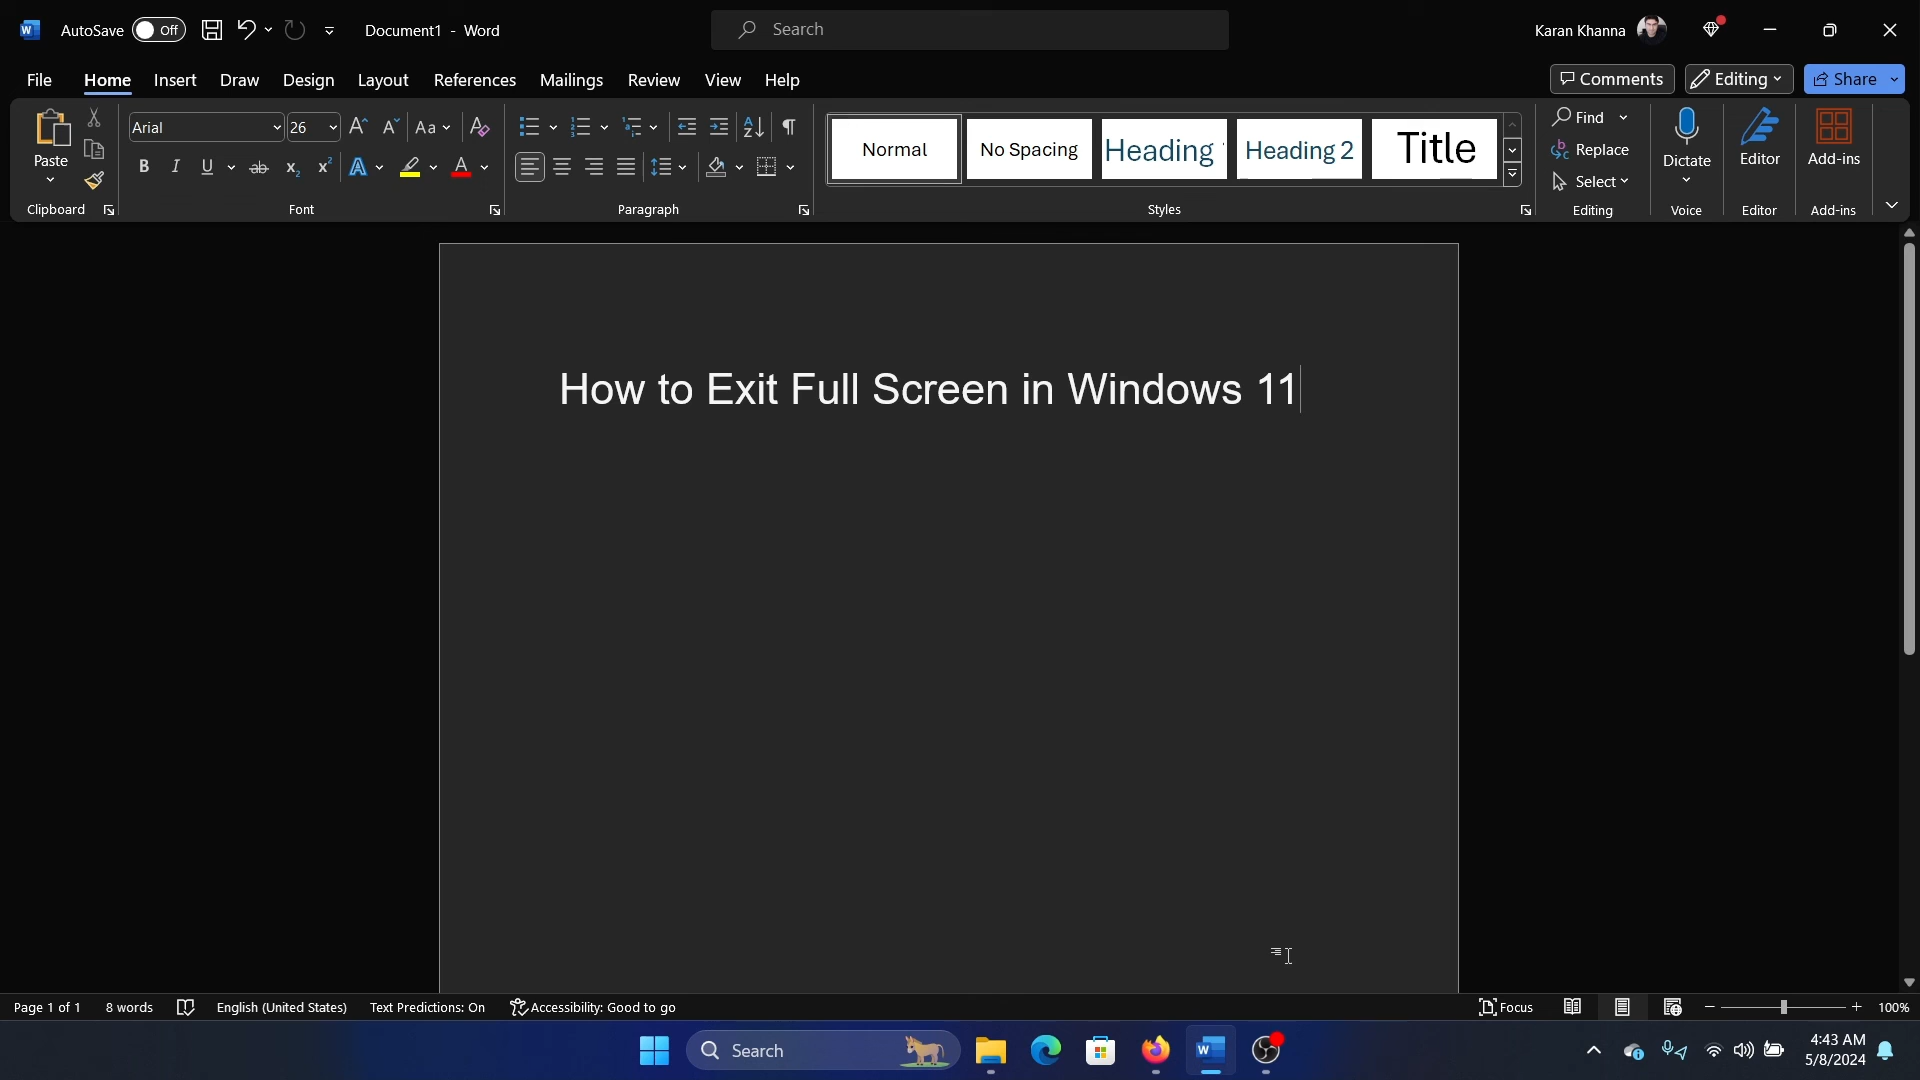 AutoSave Off Document1 - Word Search Karan Khanna
File Home Insert Draw Design Layout References Mailings Review View Help Comments Editing Share
Paste Arial 26 Aa Normal No Spacing Heading Heading 2 Title Find Replace Select Dictate Editor Add-ins
Clipboard Font Paragraph Styles Editing Voice Editor Add-ins
How to Exit Full Screen in Windows 11
Page 1 of 1 8 words English (United States) Text Predictions: On Accessibility: Good to go Focus 100%
Search 4:43 AM
5/8/2024